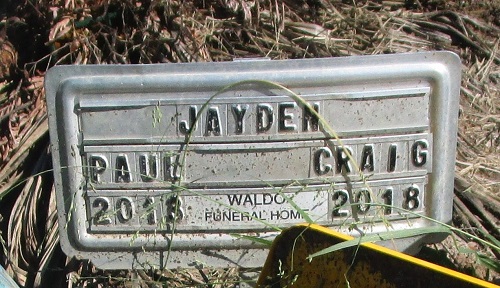 JAYDEN
PAUL CRAIG
2018 WALDO FUNERAL HOME 2018